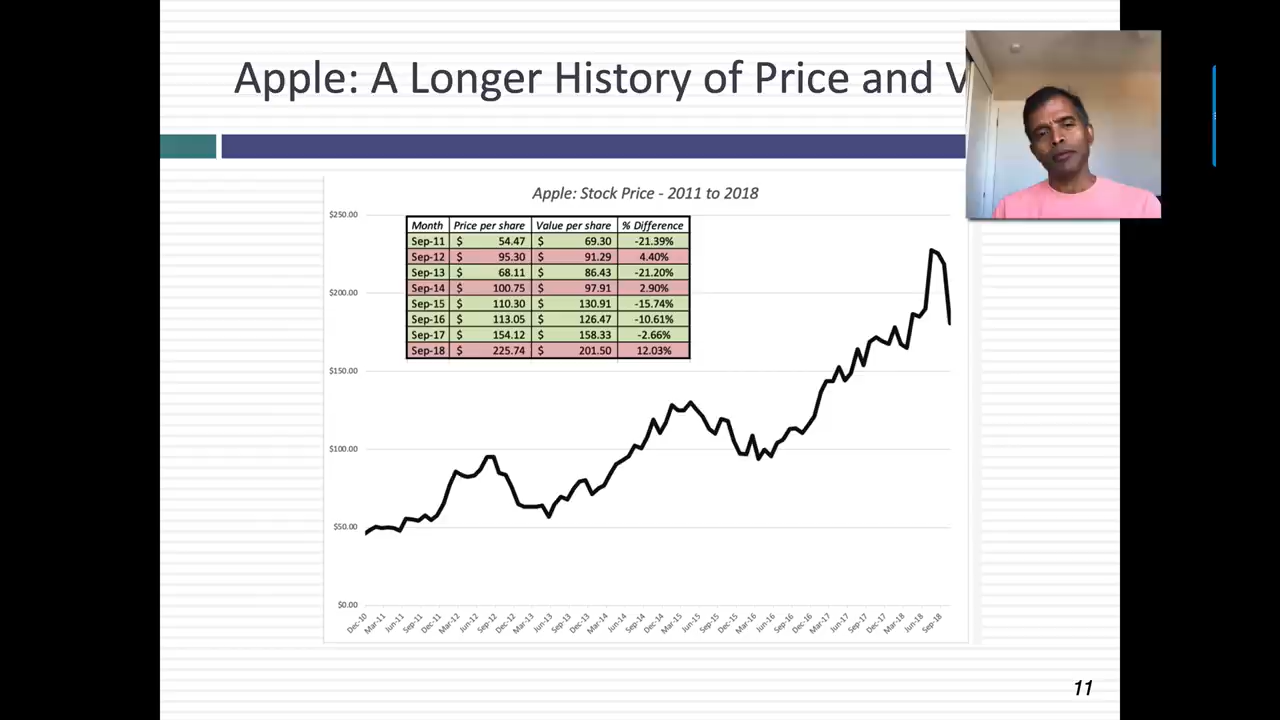 Apple: A Longer History of Price and V
Apple: Stock Price - 2011 to 2018
Month Price per share Value per share % Difference
Sep-11 $ 54.47 $ 69.30 -21.39%
Sep-12 $ 95.30 $ 91.29 4.40%
Sep-13 $ 68.11 $ 86.43 -21.20%
Sep-14 $ 100.75 $ 97.91 2.90%
Sep-15 $ 110.30 $ 130.91 -15.74%
Sep-16 $ 113.05 $ 126.47 -10.61%
Sep-17 $ 154.12 $ 158.33 -2.66%
Sep-18 $ 225.74 $ 201.50 12.03%
$250.00
$200.00
$150.00
$100.00
$50.00
$0.00
Dec-10 Mar-11 Jun-11 Sep-11 Dec-11 Mar-12 Jun-12 Sep-12 Dec-12 Mar-13 Jun-13 Sep-13 Dec-13 Mar-14 Jun-14 Sep-14 Dec-14 Mar-15 Jun-15 Sep-15 Dec-15 Mar-16 Jun-16 Sep-16 Dec-16 Mar-17 Jun-17 Sep-17 Dec-17 Mar-18 Jun-18 Sep-18
11